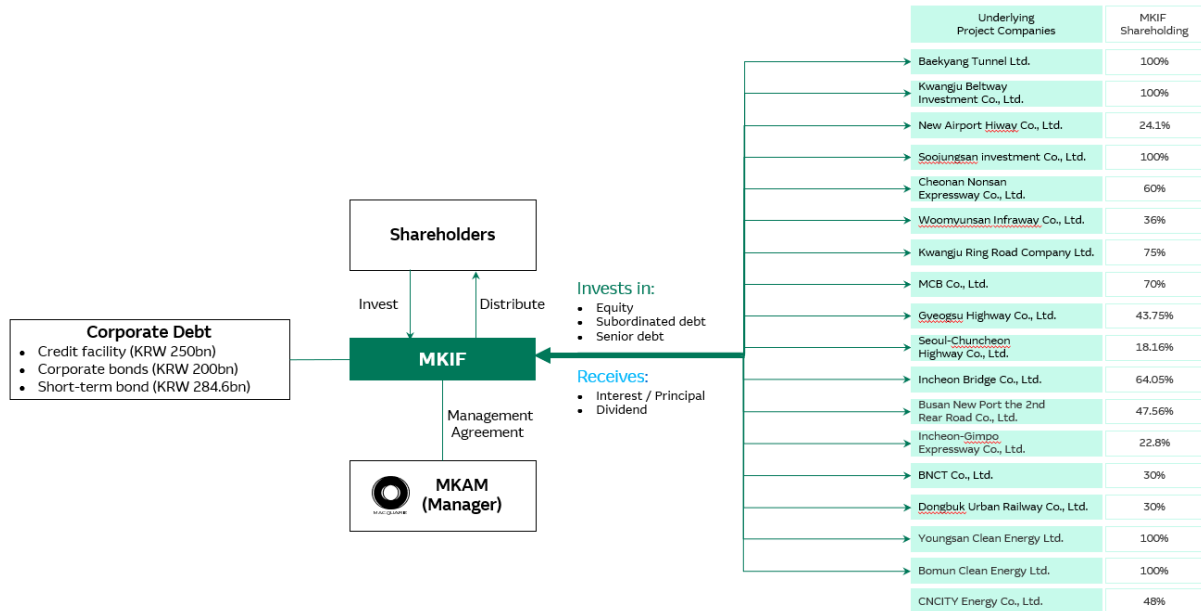 Underlying
Project Companies
MKIF
Shareholding
Baekyang Tunnel Ltd.
100%
Kwangju Beltway
Investment Co., Ltd.
100%
New Airport Hiway Co., Ltd.
24.1%
Soojungsan investment Co., Ltd.
100%
Cheonan Nonsan
Expressway Co., Ltd.
60%
Woomyunsan Infraway Co., Ltd.
36%
Kwangju Ring Road Company Ltd.
75%
MCB Co., Ltd.
70%
Gyeogsu Highway Co., Ltd.
43.75%
Seoul-Chuncheon
Highway Co., Ltd.
18.16%
Incheon Bridge Co., Ltd.
64.05%
Busan New Port the 2nd
Rear Road Co., Ltd.
47.56%
Incheon-Gimpo
Expressway Co., Ltd.
22.8%
BNCT Co., Ltd.
30%
Dongbuk Urban Railway Co., Ltd.
30%
Youngsan Clean Energy Ltd.
100%
Bomun Clean Energy Ltd.
100%
CNCITY Energy Co., Ltd.
48%
Shareholders
Invest
Distribute
Invests in:
• Equity
• Subordinated debt
• Senior debt
Corporate Debt
• Credit facility (KRW 250bn)
• Corporate bonds (KRW 200bn)
• Short-term bond (KRW 284.6bn)
MKIF
Receives:
• Interest / Principal
• Dividend
Management
Agreement
MKAM
(Manager)
MACQUARIE